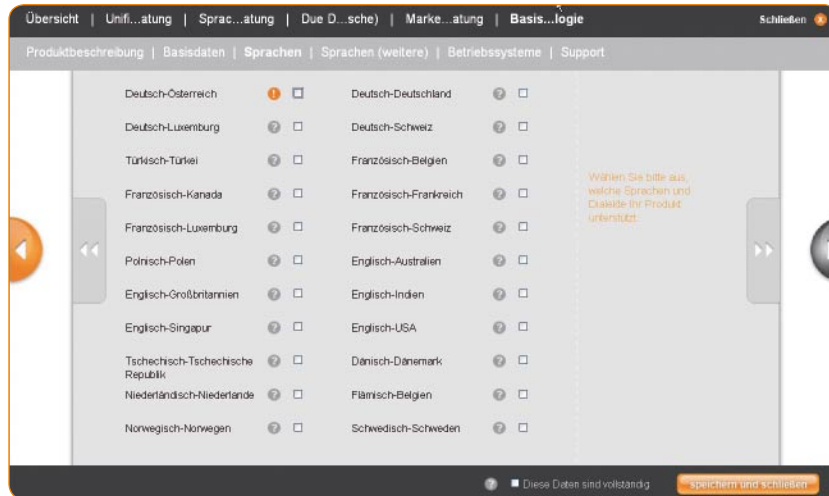 Übersicht | Unifi...atung | Sprac...atung | Due D...sche) | Marke...atung | Basis...logie Schließen
Produktbeschreibung | Basisdaten | Sprachen | Sprachen (weitere) | Betriebssysteme | Support
Deutsch-Österreich ! Deutsch-Deutschland ?
Deutsch-Luxemburg ? Deutsch-Schweiz ?
Türkisch-Türkei ? Französisch-Belgien ?
Wählen Sie bitte aus,
welche Sprachen und
Dialekte Ihr Produkt
unterstützt
Französisch-Kanada ? Französisch-Frankreich ?
Französisch-Luxemburg ? Französisch-Schweiz ?
Polnisch-Polen ? Englisch-Australien ?
Englisch-Großbritannien ? Englisch-Indien ?
Englisch-Singapur ? Englisch-USA ?
Tschechisch-Tschechische ? Dänisch-Dänemark ?
Republik
Niederländisch-Niederlande ? Flämisch-Belgien ?
Norwegisch-Norwegen ? Schwedisch-Schweden ?
? Diese Daten sind vollständig speichern und schließen